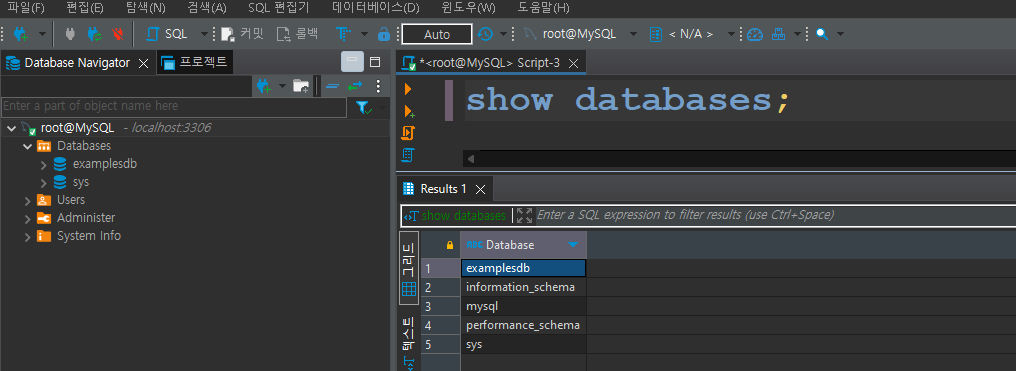 파일(F) 편집(E) 탐색(N) 검색(A) SQL 편집기 데이터베이스(D) 윈도우(W) 도움말(H)
SQL 커밋 롤백 Auto root@MySQL < N/A >
Database Navigator 프로젝트
Enter a part of object name here
root@MySQL - localhost:3306
Databases
examplesdb
sys
Users
Administer
System Info
*<root@MySQL> Script-3
show databases;
Results 1
show databases Enter a SQL expression to filter results (use Ctrl+Space)
그리드
텍스트
ABC Database
1 examplesdb
2 information_schema
3 mysql
4 performance_schema
5 sys